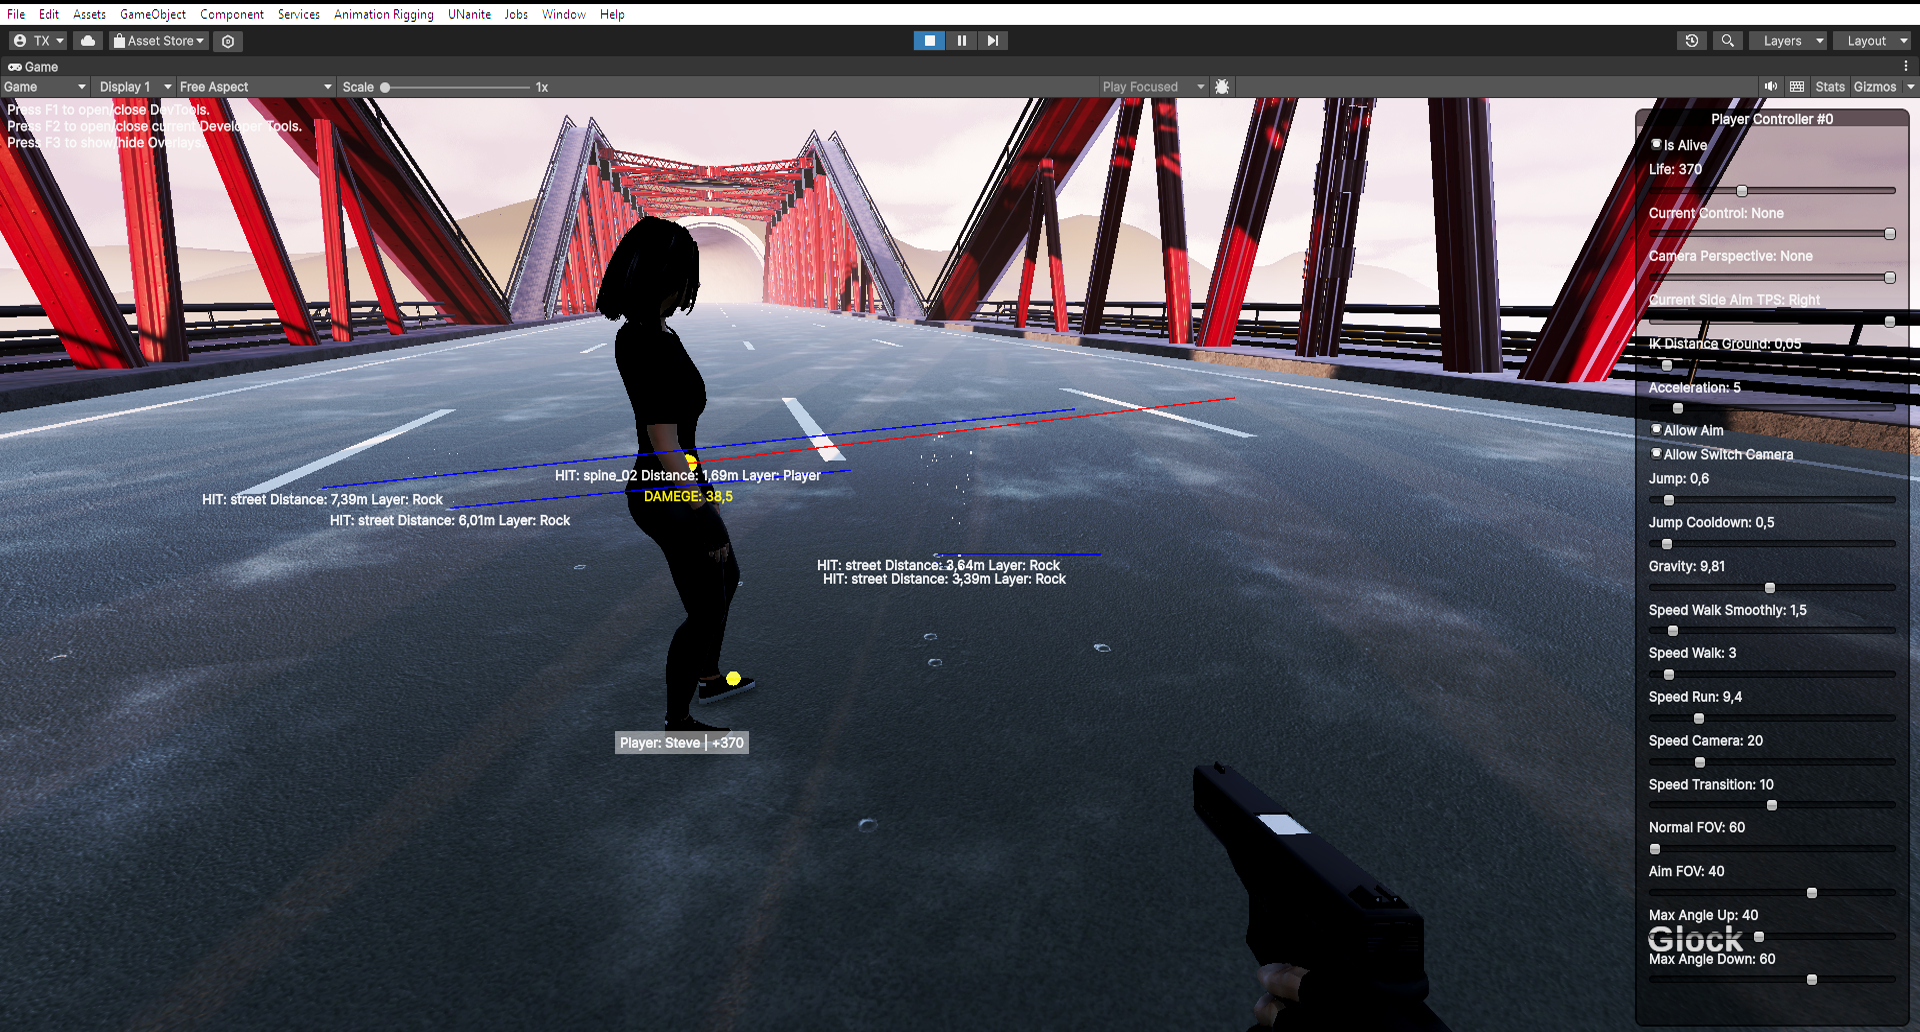 File Edit Assets GameObject Component Services Animation Rigging UNanite Jobs Window Help
TX Asset Store Layers Layout
Game
Game Display 1 Free Aspect Scale 1x Play Focused Stats Gizmos
Press F1 to open/close DevTools.
Press F2 to open/close current Developer Tools.
Press F3 to show/hide Overlays.
Player Controller #0
Is Alive
Life: 370
Current Control: None
Camera Perspective: None
Current Side Aim TPS: Right
IK Distance Ground: 0,05
Acceleration: 5
Allow Aim
Allow Switch Camera
Jump: 0,6
Jump Cooldown: 0,5
Gravity: 9,81
Speed Walk Smoothly: 1,5
Speed Walk: 3
Speed Run: 9,4
Speed Camera: 20
Speed Transition: 10
Normal FOV: 60
Aim FOV: 40
Max Angle Up: 40
Glock
Max Angle Down: 60
HIT: spine_02 Distance: 1,69m Layer: Player
DAMEGE: 38,5
HIT: street Distance: 7,39m Layer: Rock
HIT: street Distance: 6,01m Layer: Rock
HIT: street Distance: 3,64m Layer: Rock
HIT: street Distance: 3,39m Layer: Rock
Player: Steve | +370